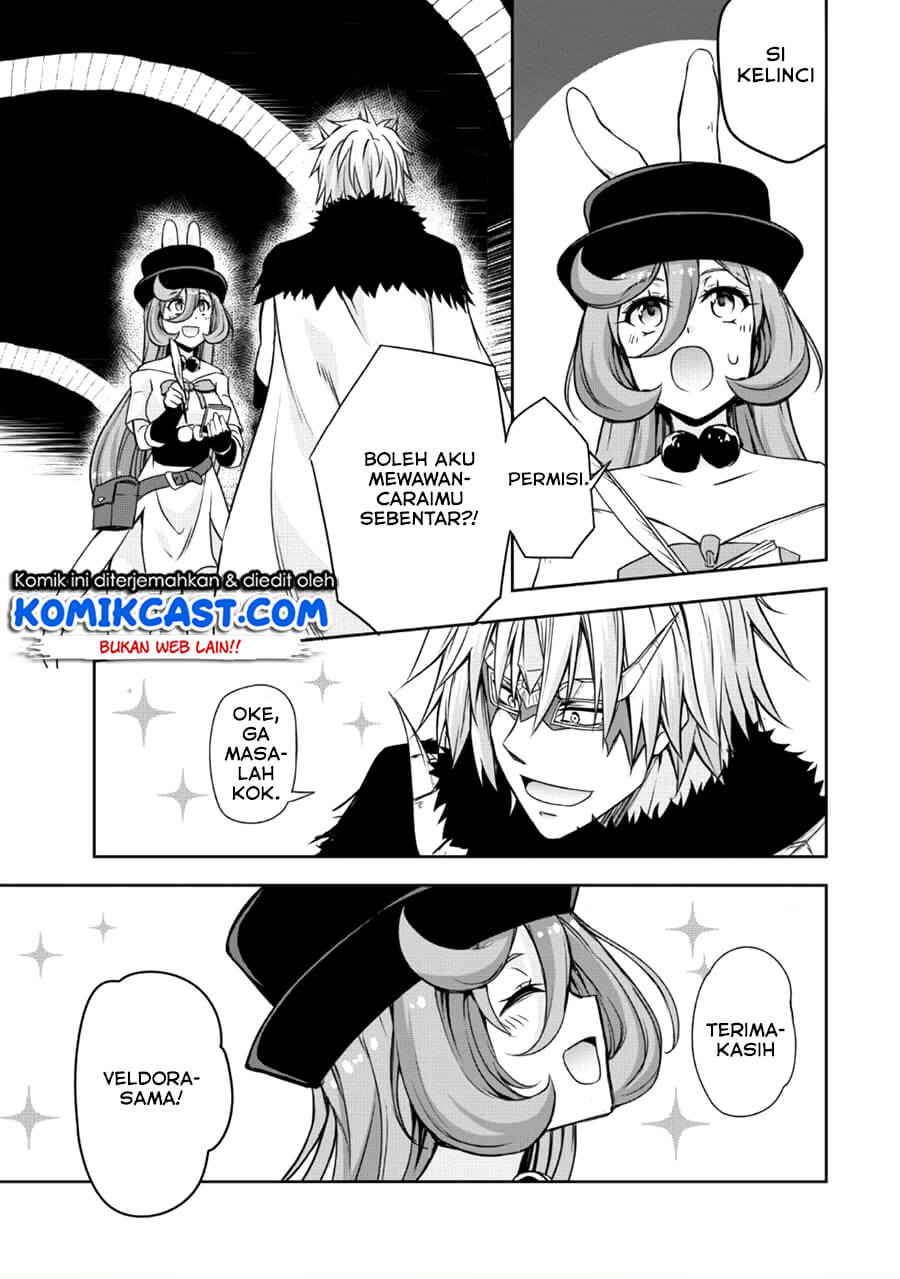 SI
KELINCI
PERMISI.
BOLEH AKU
MEWAWAN-
CARAIMU
SEBENTAR?!
Komik ini diterjemahkan & diedit oleh
KOMIKCAST.COM
BUKAN WEB LAIN!!
OKE,
GA
MASA-
LAH
KOK.
TERIMA-
KASIH
VELDORA-
SAMA!